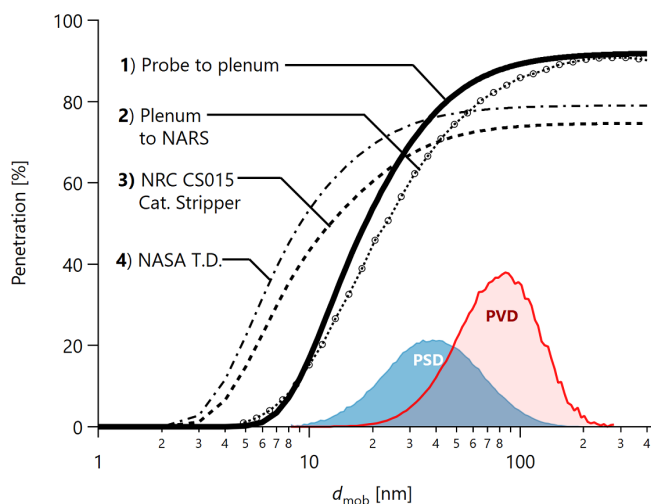 100
80
60
40
20
0
Penetration [%]
1) Probe to plenum
2) Plenum
to NARS
3) NRC CS015
Cat. Stripper
4) NASA T.D.
PSD
PVD
2 3 4 5 6 7 8 2 3 4 5 6 7 8 2 3 4
1 10 100
dmob [nm]